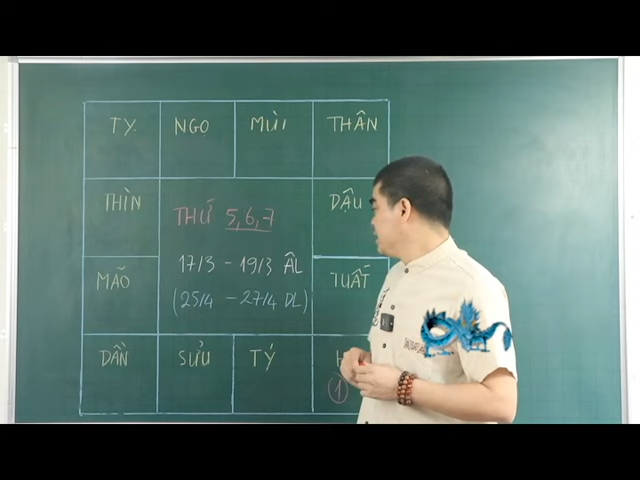 TỴ NGỌ MÙI THÂN
THÌN DẬU
THỨ 5,6,7
17/3 - 19/3 ÂL
MÃO TUẤT
(25/4 - 27/4 DL)
DẦN SỬU TÝ
1